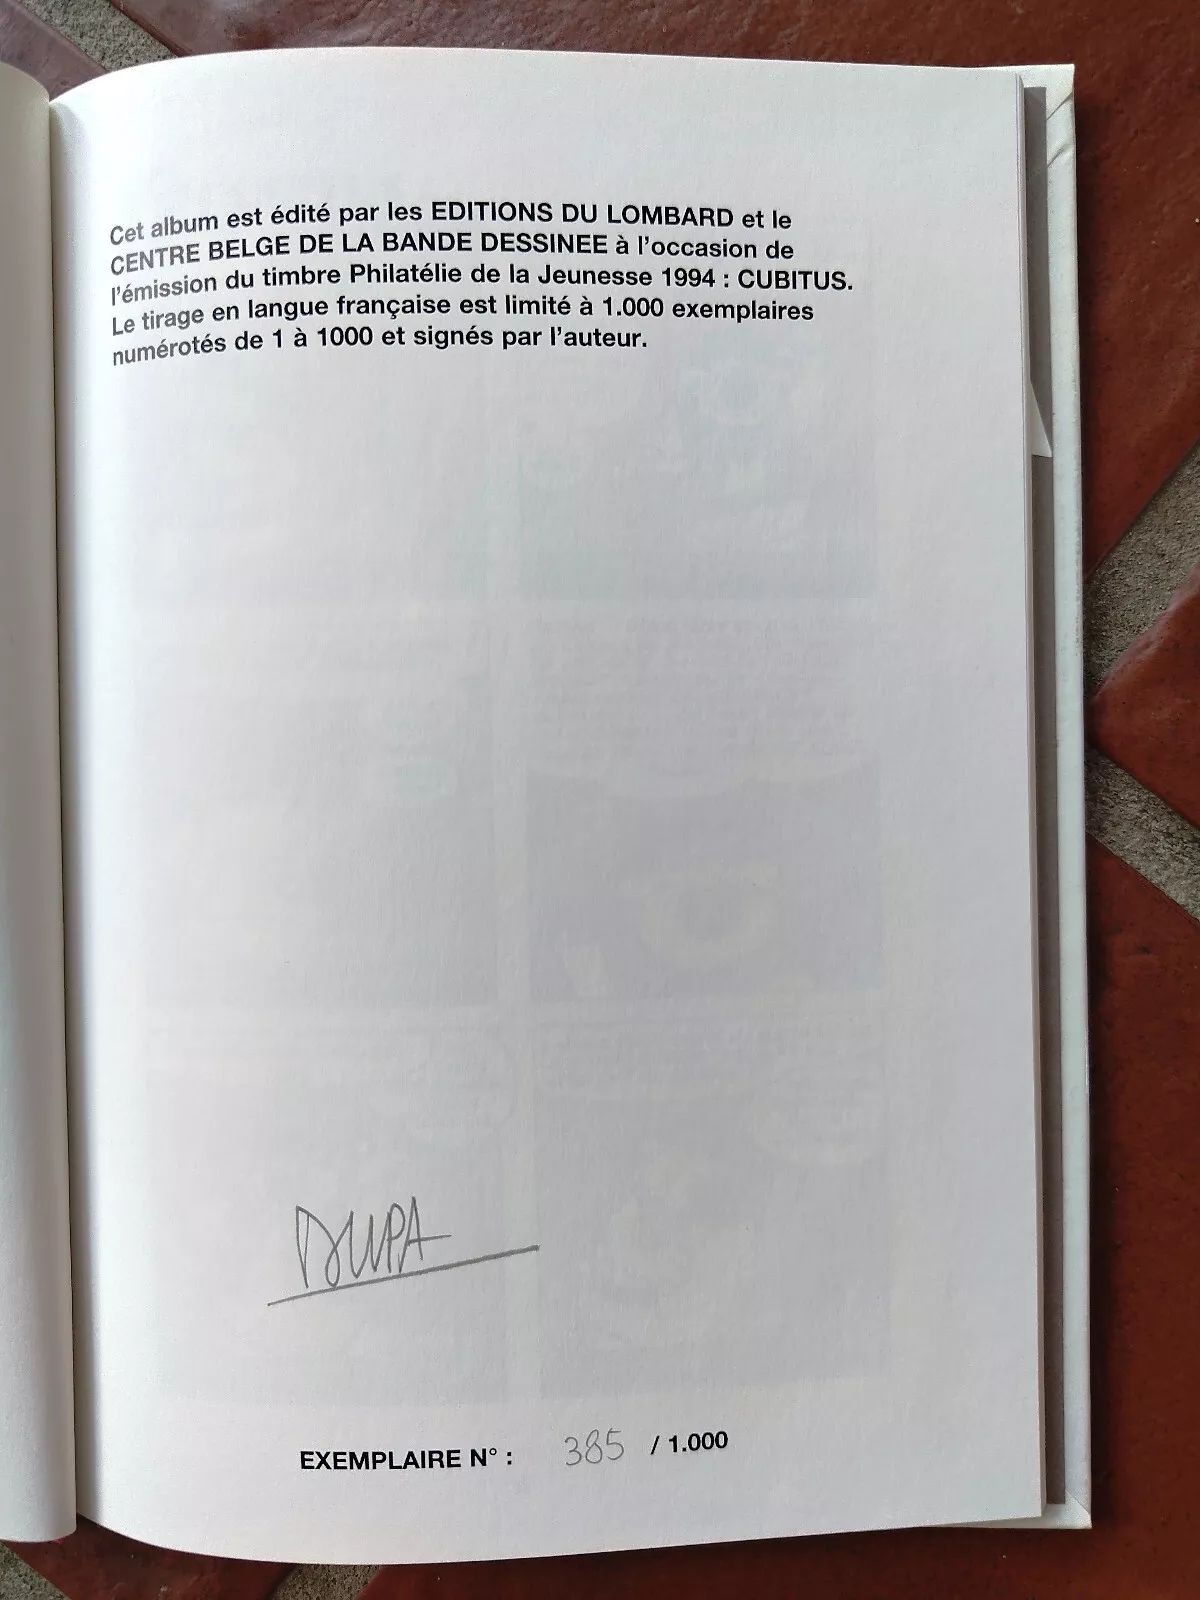 Cet album est édité par les EDITIONS DU LOMBARD et le
CENTRE BELGE DE LA BANDE DESSINEE à l'occasion de
l'émission du timbre Philatélie de la Jeunesse 1994 : CUBITUS.
Le tirage en langue française est limité à 1.000 exemplaires
numérotés de 1 à 1000 et signés par l'auteur.
DUPA
EXEMPLAIRE N° : 385 / 1.000